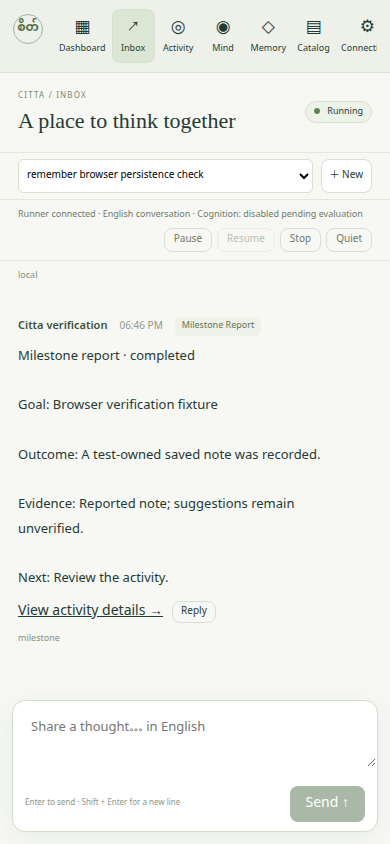 Dashboard
Inbox
Activity
Mind
Memory
Catalog
CITTA / INBOX
A place to think together
Running
remember browser persistence check
+ New
Runner connected · English conversation · Cognition: disabled pending evaluation
Pause
Resume
Stop
Quiet
local
Citta verification 06:46 PM Milestone Report
Milestone report · completed
Goal: Browser verification fixture
Outcome: A test-owned saved note was recorded.
Evidence: Reported note; suggestions remain
unverified.
Next: Review the activity.
View activity details →
Reply
milestone
Share a thought… in English
Enter to send · Shift + Enter for a new line
Send ↑